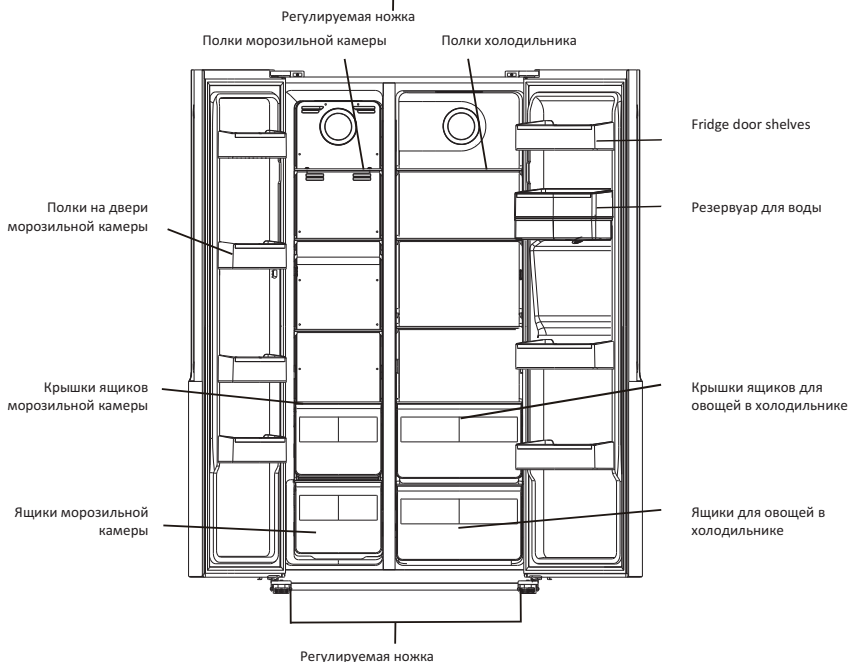 Регулируемая ножка
Полки морозильной камеры
Полки холодильника
Fridge door shelves
Полки на двери
морозильной камеры
Резервуар для воды
Крышки ящиков
морозильной камеры
Крышки ящиков для
овощей в холодильнике
Ящики морозильной
камеры
Ящики для овощей в
холодильнике
Регулируемая ножка